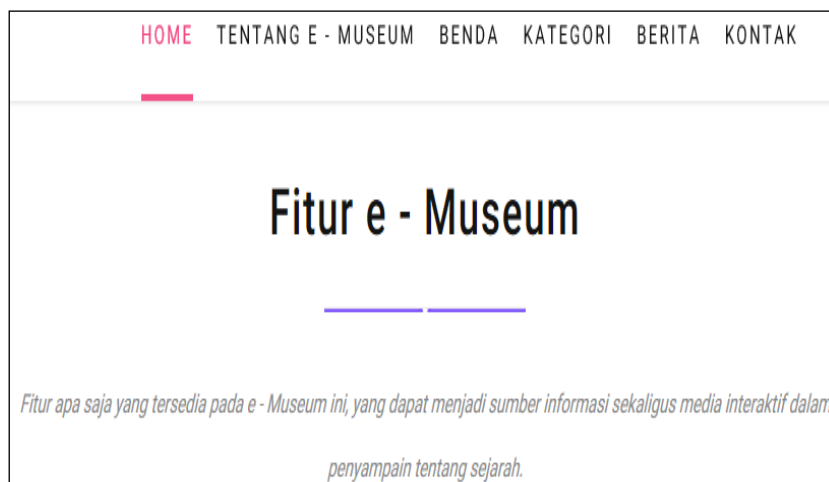 HOME TENTANG E - MUSEUM BENDA KATEGORI BERITA KONTAK
Fitur e - Museum
Fitur apa saja yang tersedia pada e - Museum ini, yang dapat menjadi sumber informasi sekaligus media interaktif dalam
penyampain tentang sejarah.